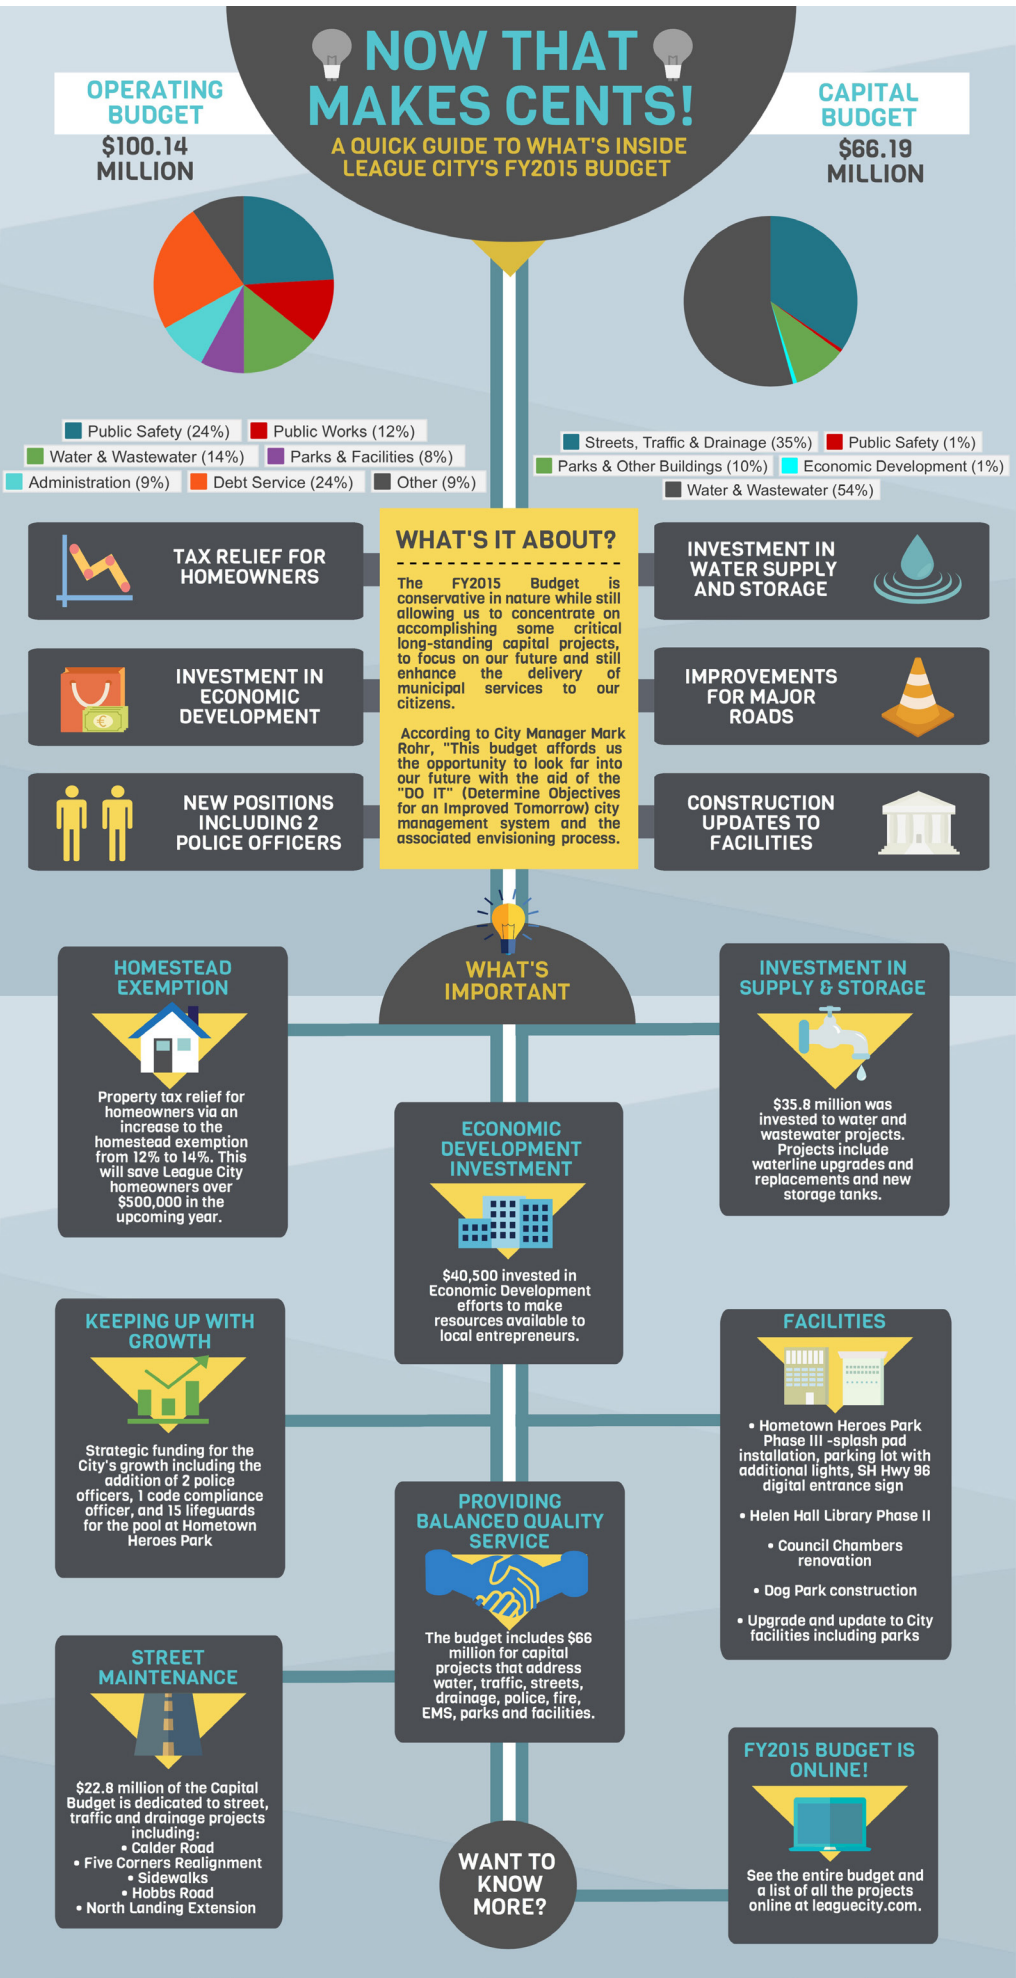 NOW THAT
MAKES CENTS!
A QUICK GUIDE TO WHAT'S INSIDE
LEAGUE CITY'S FY2015 BUDGET
OPERATING
BUDGET
$100.14
MILLION
CAPITAL
BUDGET
$66.19
MILLION
Public Safety (24%)
Public Works (12%)
Water & Wastewater (14%)
Parks & Facilities (8%)
Administration (9%)
Debt Service (24%)
Other (9%)
Streets, Traffic & Drainage (35%)
Public Safety (1%)
Parks & Other Buildings (10%)
Economic Development (1%)
Water & Wastewater (54%)
TAX RELIEF FOR
HOMEOWNERS
INVESTMENT IN
ECONOMIC
DEVELOPMENT
NEW POSITIONS
INCLUDING 2
POLICE OFFICERS
WHAT'S IT ABOUT?
The FY2015 Budget is
conservative in nature while still
allowing us to concentrate on
accomplishing some critical
long-standing capital projects,
to focus on our future and still
enhance the delivery of
municipal services to our
citizens.
According to City Manager Mark
Rohr, "This budget affords us
the opportunity to look far into
our future with the aid of the
"DO IT" (Determine Objectives
for an Improved Tomorrow) city
management system and the
associated envisioning process.
INVESTMENT IN
WATER SUPPLY
AND STORAGE
IMPROVEMENTS
FOR MAJOR
ROADS
CONSTRUCTION
UPDATES TO
FACILITIES
WHAT'S
IMPORTANT
HOMESTEAD
EXEMPTION
Property tax relief for
homeowners via an
increase to the
homestead exemption
from 12% to 14%. This
will save League City
homeowners over
$500,000 in the
upcoming year.
INVESTMENT IN
SUPPLY & STORAGE
$35.8 million was
invested to water and
wastewater projects.
Projects include
waterline upgrades and
replacements and new
storage tanks.
ECONOMIC
DEVELOPMENT
INVESTMENT
$40,500 invested in
Economic Development
efforts to make
resources available to
local entrepreneurs.
KEEPING UP WITH
GROWTH
Strategic funding for the
City's growth including the
addition of 2 police
officers, 1 code compliance
officer, and 15 lifeguards
for the pool at Hometown
Heroes Park
FACILITIES
• Hometown Heroes Park
Phase III -splash pad
installation, parking lot with
additional lights, SH Hwy 96
digital entrance sign
• Helen Hall Library Phase II
• Council Chambers
renovation
• Dog Park construction
• Upgrade and update to City
facilities including parks
PROVIDING
BALANCED QUALITY
SERVICE
The budget includes $66
million for capital
projects that address
water, traffic, streets,
drainage, police, fire,
EMS, parks and facilities.
STREET
MAINTENANCE
$22.8 million of the Capital
Budget is dedicated to street,
traffic and drainage projects
including:
• Calder Road
• Five Corners Realignment
• Sidewalks
• Hobbs Road
• North Landing Extension
WANT TO
KNOW
MORE?
FY2015 BUDGET IS
ONLINE!
See the entire budget and
a list of all the projects
online at leaguecity.com.